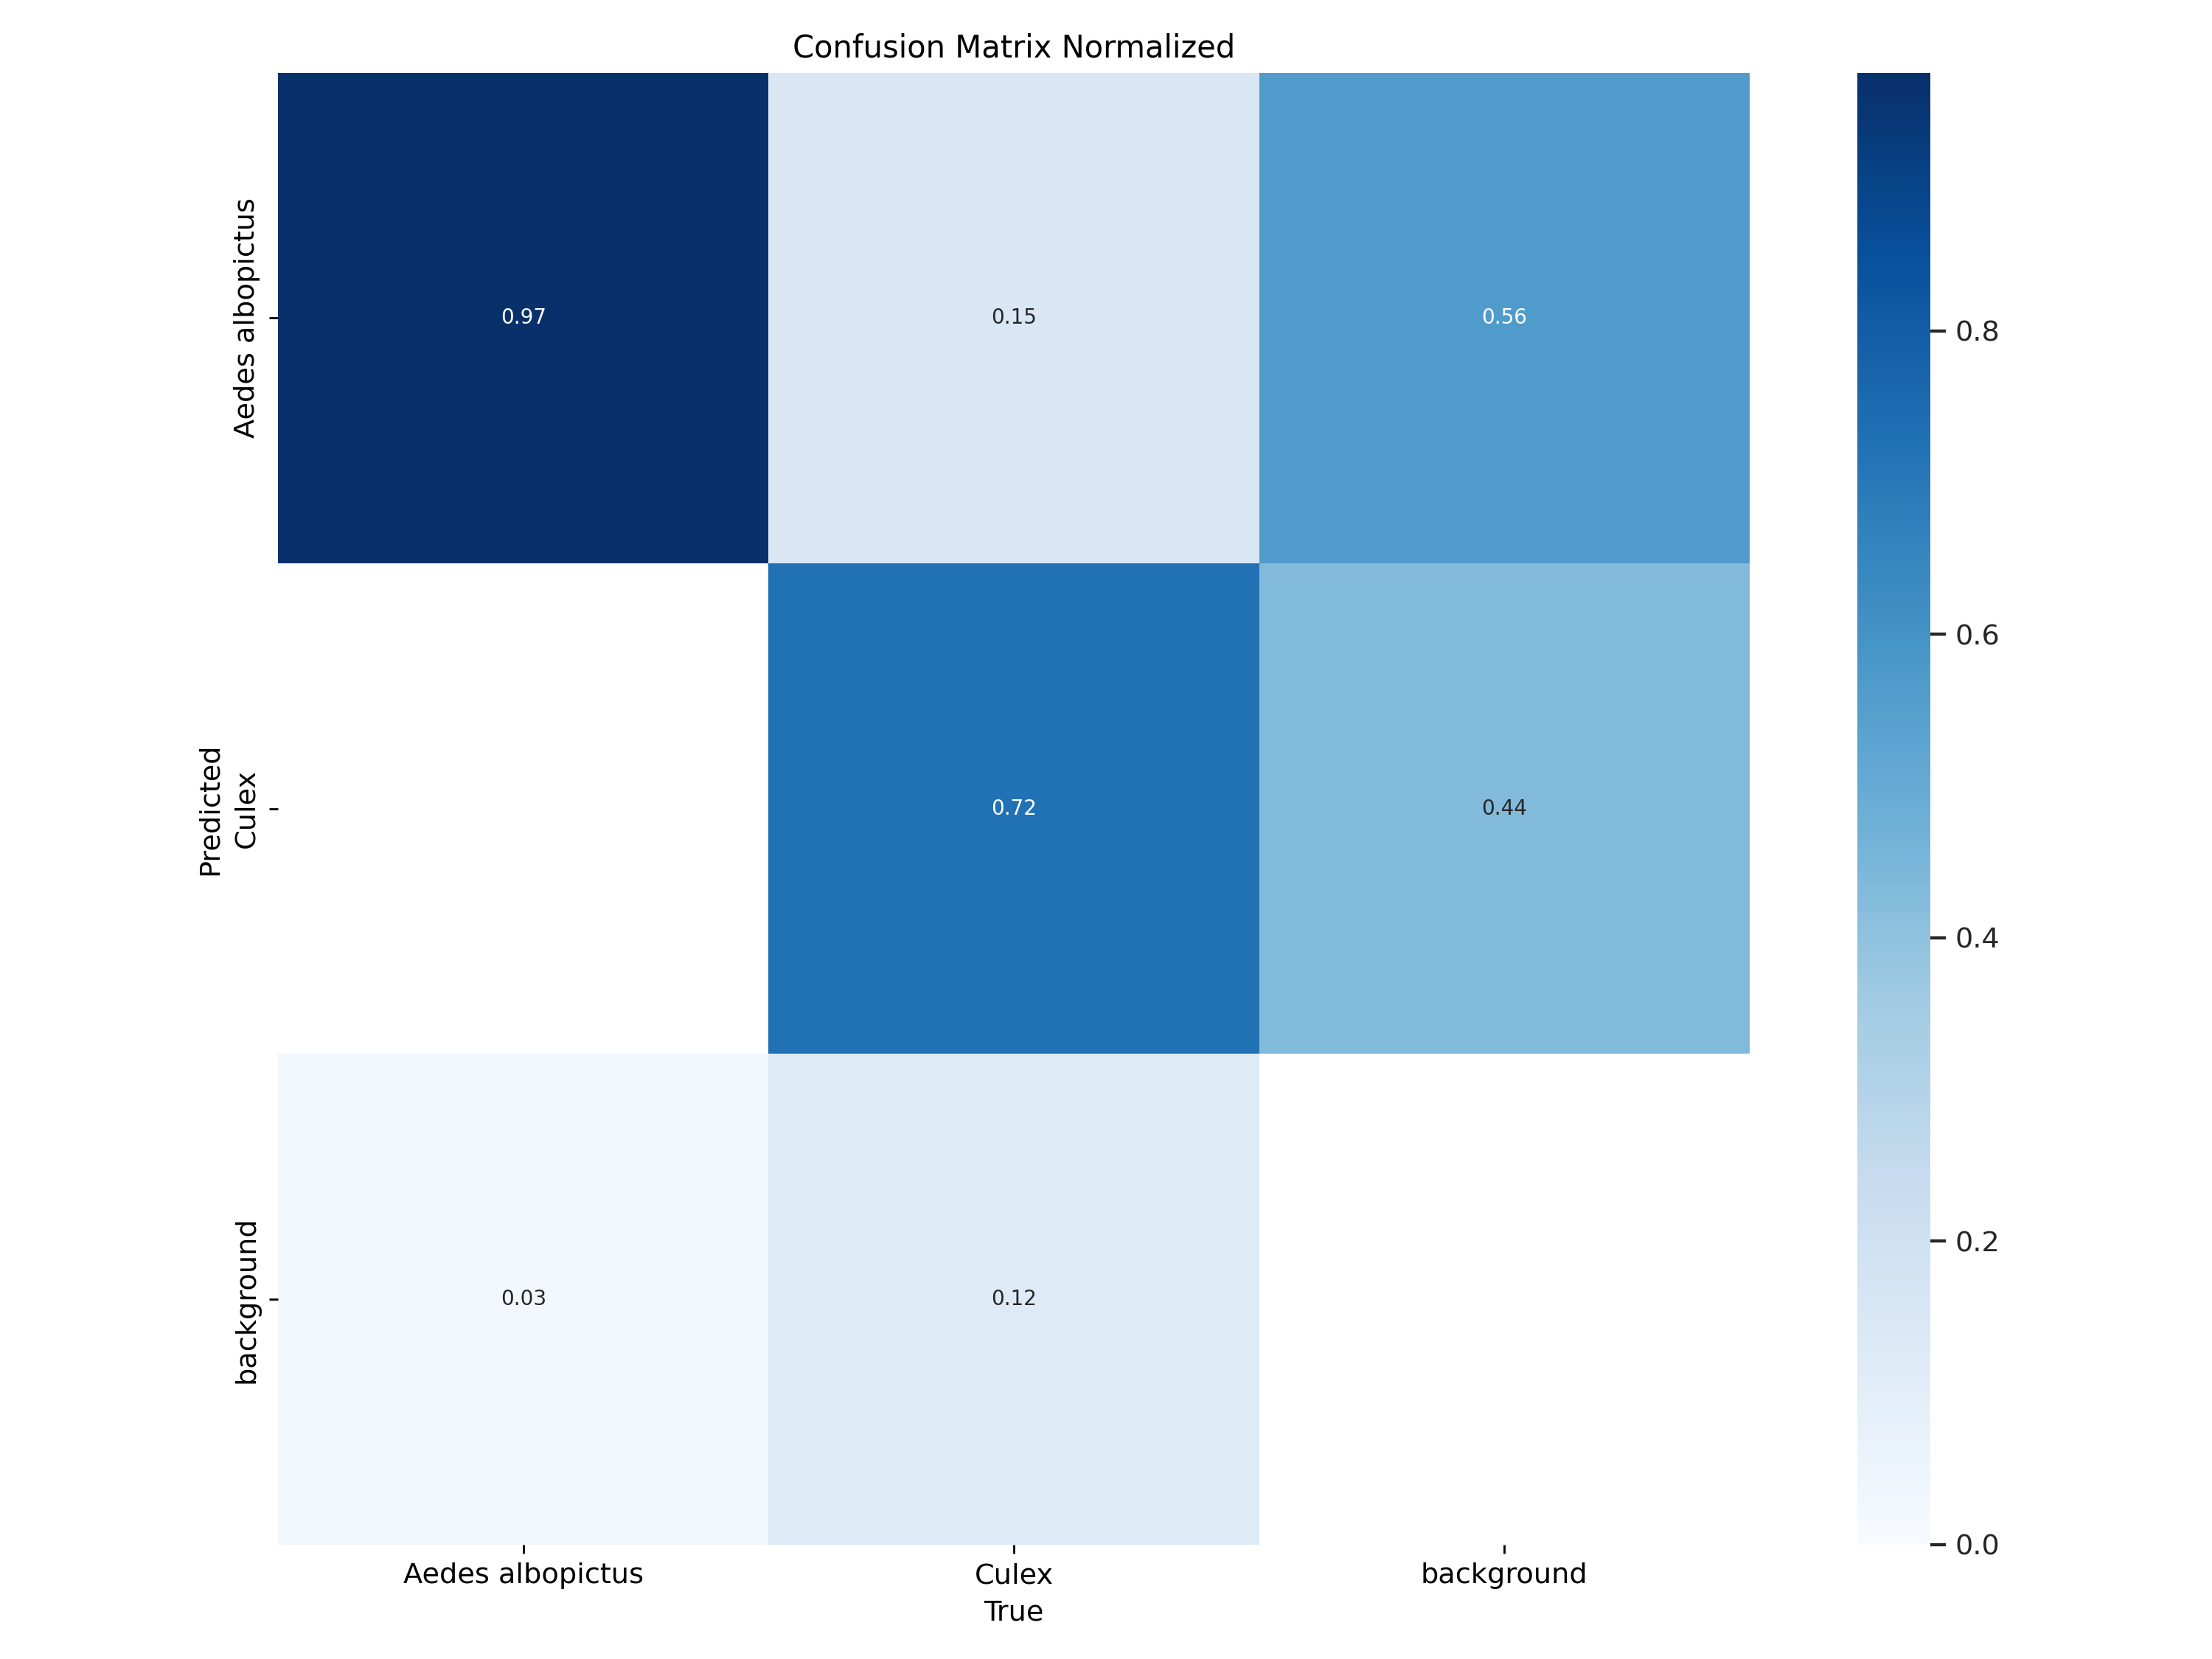 Confusion Matrix Normalized
Aedes albopictus
0.97
0.15
0.56
0.8
0.6
Predicted
Culex
0.72
0.44
0.4
0.2
background
0.03
0.12
0.0
Aedes albopictus
Culex
background
True